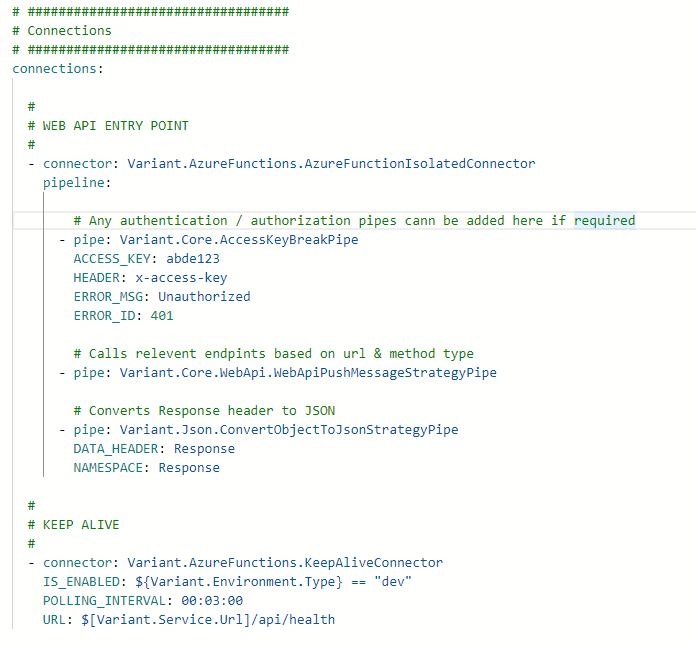 # ##################################
# Connections
# ##################################
connections:
#
# WEB API ENTRY POINT
#
- connector: Variant.AzureFunctions.AzureFunctionIsolatedConnector
pipeline:
# Any authentication / authorization pipes cann be added here if required
- pipe: Variant.Core.AccessKeyBreakPipe
ACCESS_KEY: abde123
HEADER: x-access-key
ERROR_MSG: Unauthorized
ERROR_ID: 401
# Calls relevent endpints based on url & method type
- pipe: Variant.Core.WebApi.WebApiPushMessageStrategyPipe
# Converts Response header to JSON
- pipe: Variant.Json.ConvertObjectToJsonStrategyPipe
DATA_HEADER: Response
NAMESPACE: Response
#
# KEEP ALIVE
#
- connector: Variant.AzureFunctions.KeepAliveConnector
IS_ENABLED: ${Variant.Environment.Type} == "dev"
POLLING_INTERVAL: 00:03:00
URL: $[Variant.Service.Url]/api/health